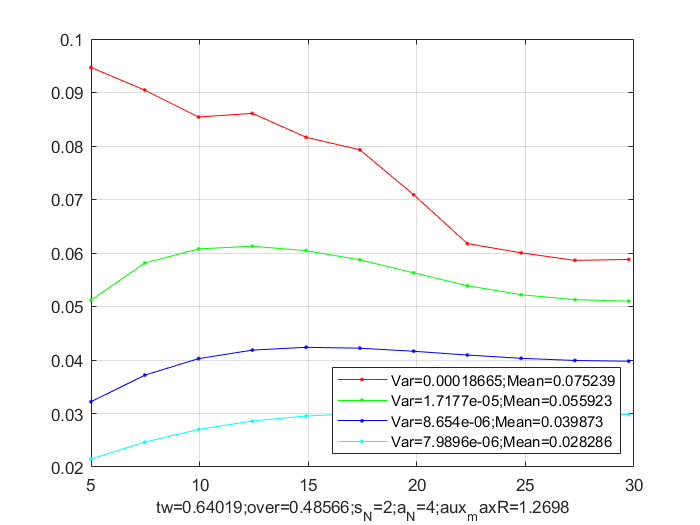 0.1
0.09
0.08
0.07
0.06
0.05
0.04
0.03
0.02
Var=0.00018665;Mean=0.075239
Var=1.7177e-05;Mean=0.055923
Var=8.654e-06;Mean=0.039873
Var=7.9896e-06;Mean=0.028286
5 10 15 20 25 30
tw=0.64019;over=0.48566;s_N=2;a_N=4;aux_maxR=1.2698